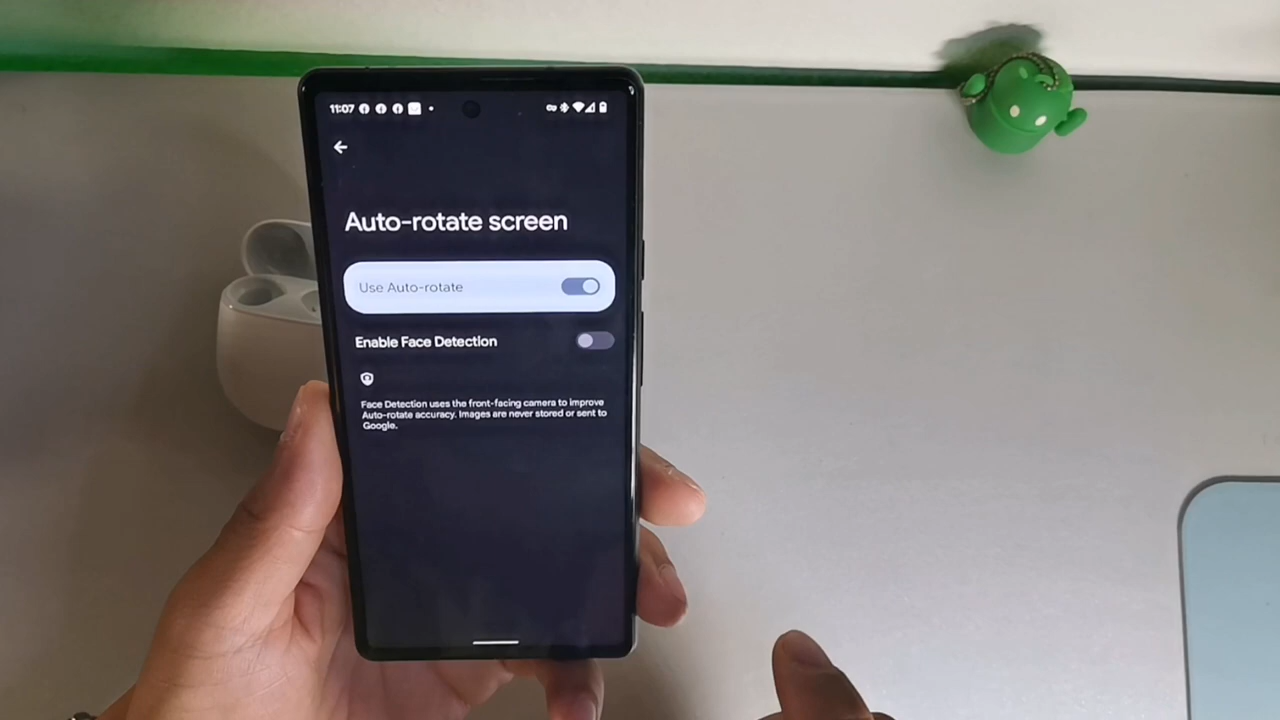 11:07
Auto-rotate screen
Use Auto-rotate
Enable Face Detection
Face Detection uses the front-facing camera to improve
Auto-rotate accuracy. Images are never stored or sent to
Google.